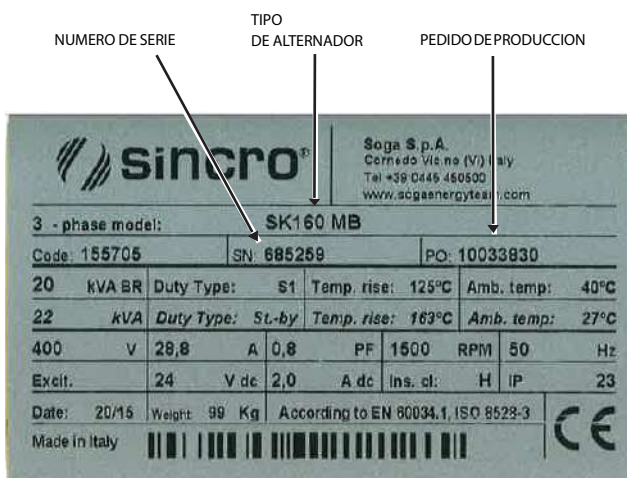 NUMERO DE SERIE
TIPO
DE ALTERNADOR
PEDIDO DE PRODUCCION
sincro®
Soga S.p.A.
Cornedo Vic.no (VI) Italy
Tel +39 0445 450500
www.sogaenergyteam.com
3 - phase model: SK160 MB
Code: 155705 SN: 685259 PO: 10033830
20 kVA BR Duty Type: S1 Temp. rise: 125°C Amb. temp: 40°C
22 kVA Duty Type: St.-by Temp. rise: 163°C Amb. temp: 27°C
400 V 28,8 A 0,8 PF 1500 RPM 50 Hz
Excit. 24 V dc 2,0 A dc Ins. cl: H IP 23
Date: 20/15 Weight: 99 Kg According to EN 60034.1, ISO 8528-3
Made in Italy CE